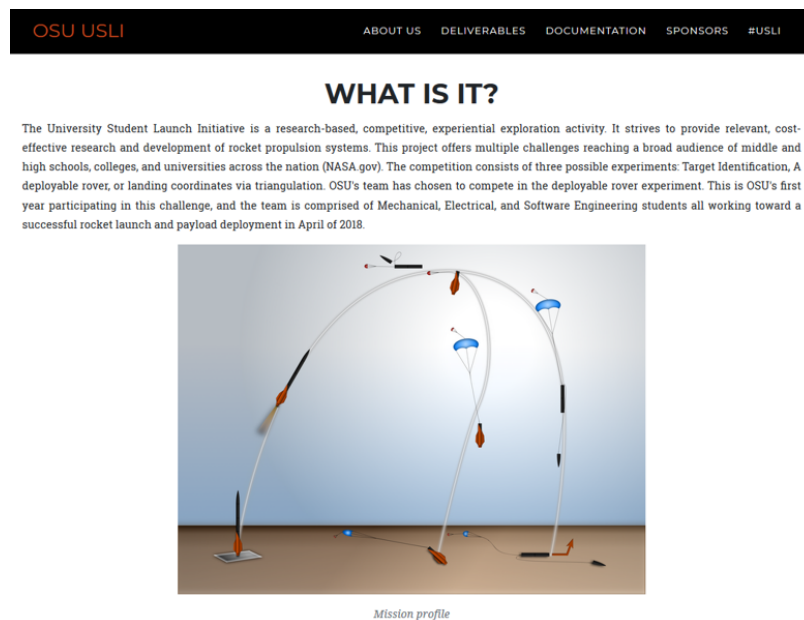 OSU USLI
ABOUT US DELIVERABLES DOCUMENTATION SPONSORS #USLI
WHAT IS IT?
The University Student Launch Initiative is a research-based, competitive, experiential exploration activity. It strives to provide relevant, cost-
effective research and development of rocket propulsion systems. This project offers multiple challenges reaching a broad audience of middle and
high schools, colleges, and universities across the nation (NASA.gov). The competition consists of three possible experiments: Target Identification, A
deployable rover, or landing coordinates via triangulation. OSU's team has chosen to compete in the deployable rover experiment. This is OSU's first
year participating in this challenge, and the team is comprised of Mechanical, Electrical, and Software Engineering students all working toward a
successful rocket launch and payload deployment in April of 2018.
Mission profile